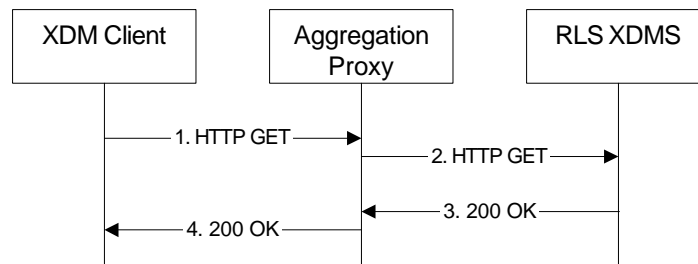 XDM Client
Aggregation
Proxy
RLS XDMS
1. HTTP GET
2. HTTP GET
3. 200 OK
4. 200 OK